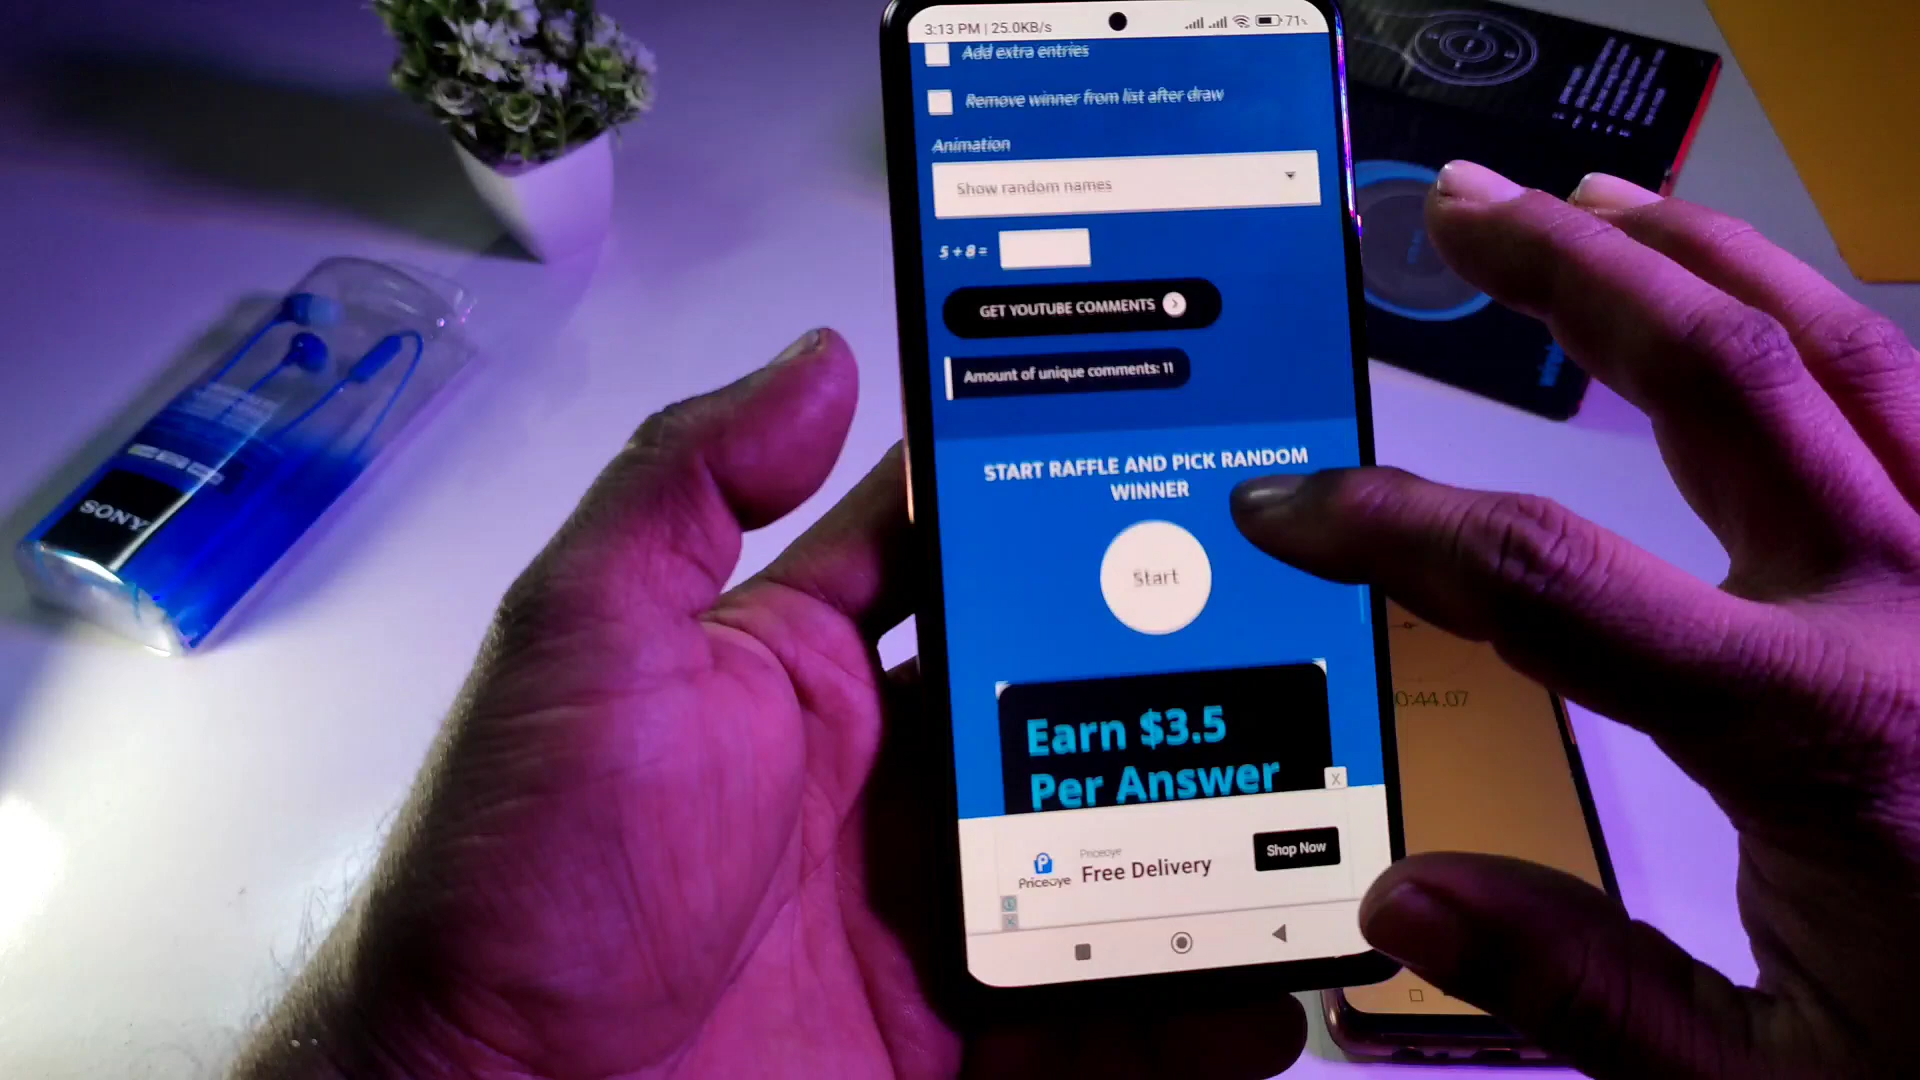 3:13 PM | 25.0KB/s
71
Add extra entries
Remove winner from list after draw
Animation
Show random names
5 + 8 =
GET YOUTUBE COMMENTS
Amount of unique comments: 11
START RAFFLE AND PICK RANDOM
WINNER
Start
Earn $3.5
Per Answer
X
Priceoye
Priceoye
Free Delivery
Shop Now
SONY
0:44.07